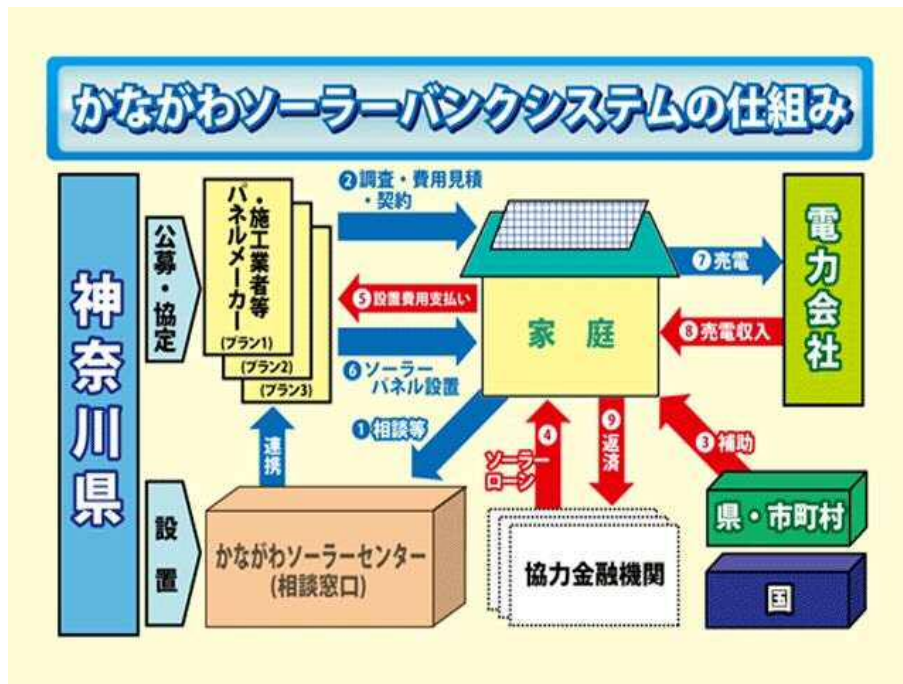 かながわソーラーバンクシステムの仕組み
神奈川県
公募・協定
パネルメーカー
・施工業者等
(プラン1)
(プラン2)
(プラン3)
❷調査・費用見積
・契約
❺設置費用支払い
❻ソーラー
パネル設置
家庭
❼売電
❽売電収入
電力会社
❶相談等
連携
❹
ソーラー
ローン
❾返済
❸補助
設置
かながわソーラーセンター
(相談窓口)
協力金融機関
県・市町村
国